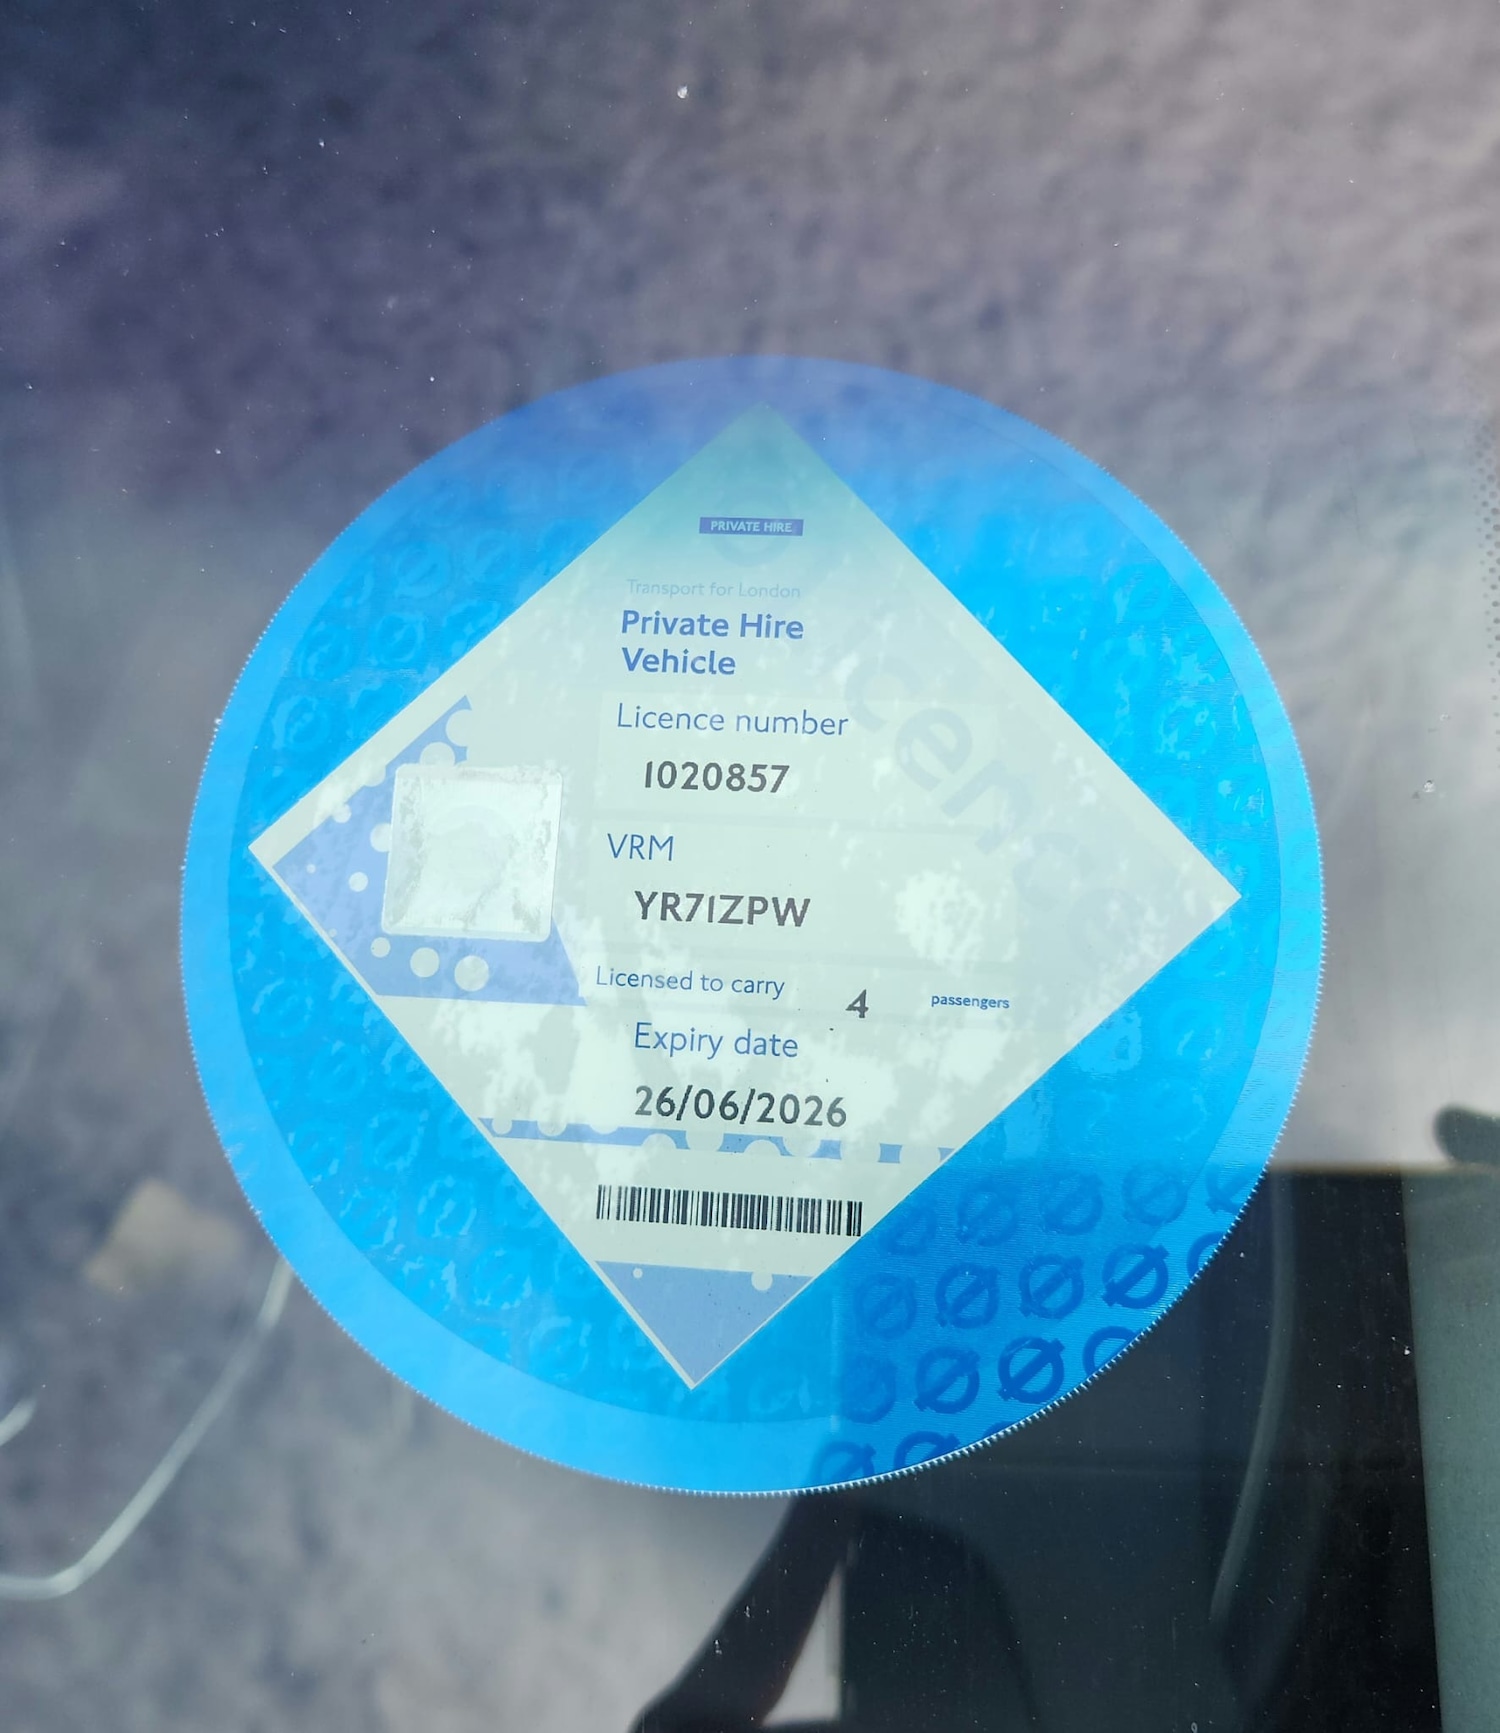 PRIVATE HIRE
Transport for London
Private Hire
Vehicle
Licence number
1020857
VRM
YR71ZPW
Licensed to carry 4 passengers
Expiry date
26/06/2026